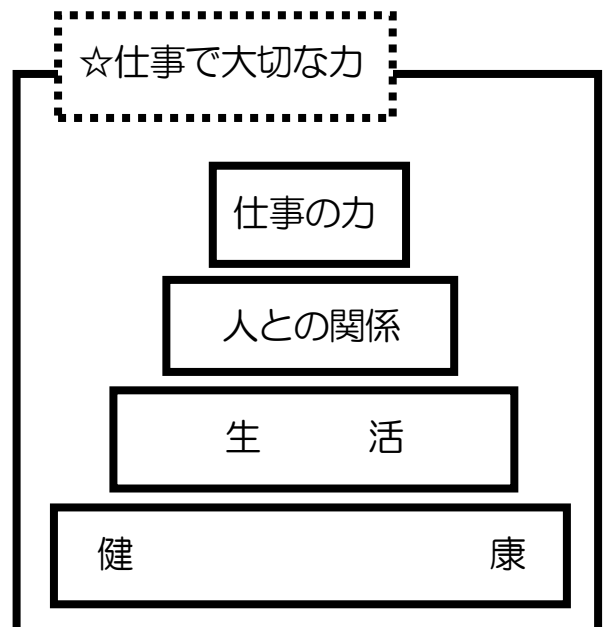 ☆仕事で大切な力
仕事の力
人との関係
生　　活
健　　　　　　康